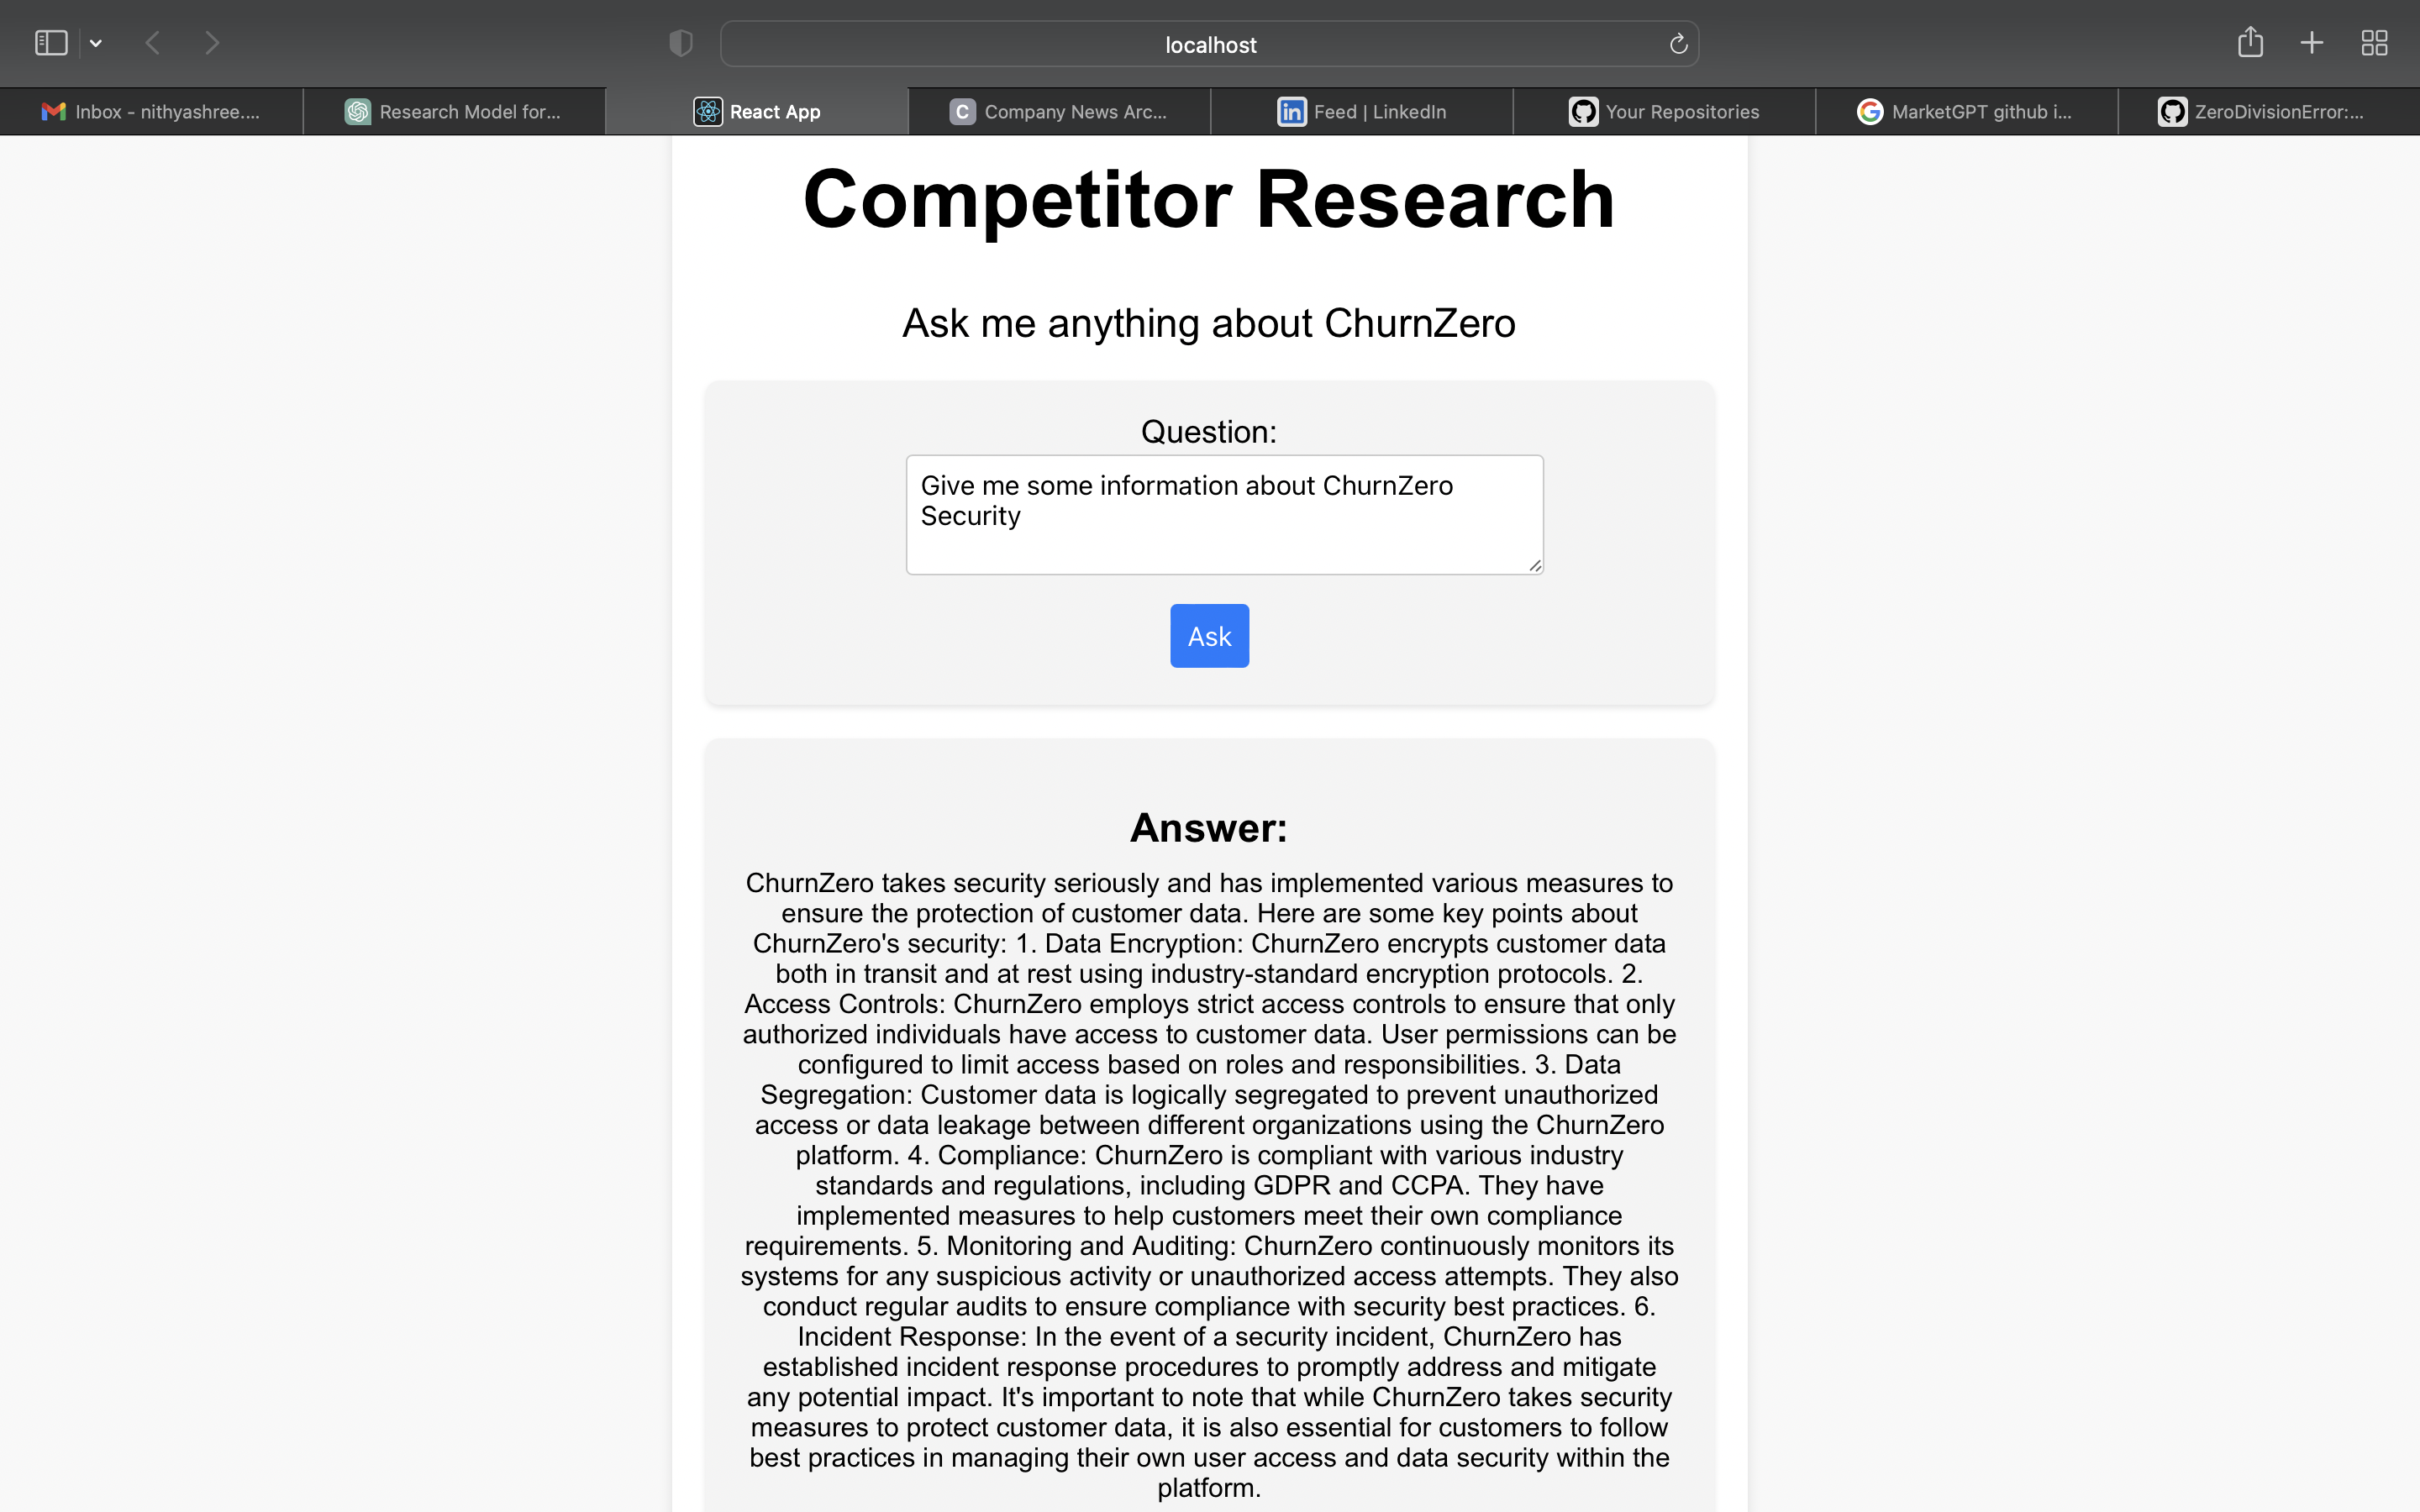 localhost
Inbox - nithyashree....
Research Model for...
React App
C Company News Arc...
in Feed | LinkedIn
Your Repositories
G MarketGPT github i...
ZeroDivisionError:...
Competitor Research
Ask me anything about ChurnZero
Question:
Give me some information about ChurnZero
Security
Ask
Answer:
ChurnZero takes security seriously and has implemented various measures to
ensure the protection of customer data. Here are some key points about
ChurnZero's security: 1. Data Encryption: ChurnZero encrypts customer data
both in transit and at rest using industry-standard encryption protocols. 2.
Access Controls: ChurnZero employs strict access controls to ensure that only
authorized individuals have access to customer data. User permissions can be
configured to limit access based on roles and responsibilities. 3. Data
Segregation: Customer data is logically segregated to prevent unauthorized
access or data leakage between different organizations using the ChurnZero
platform. 4. Compliance: ChurnZero is compliant with various industry
standards and regulations, including GDPR and CCPA. They have
implemented measures to help customers meet their own compliance
requirements. 5. Monitoring and Auditing: ChurnZero continuously monitors its
systems for any suspicious activity or unauthorized access attempts. They also
conduct regular audits to ensure compliance with security best practices. 6.
Incident Response: In the event of a security incident, ChurnZero has
established incident response procedures to promptly address and mitigate
any potential impact. It's important to note that while ChurnZero takes security
measures to protect customer data, it is also essential for customers to follow
best practices in managing their own user access and data security within the
platform.